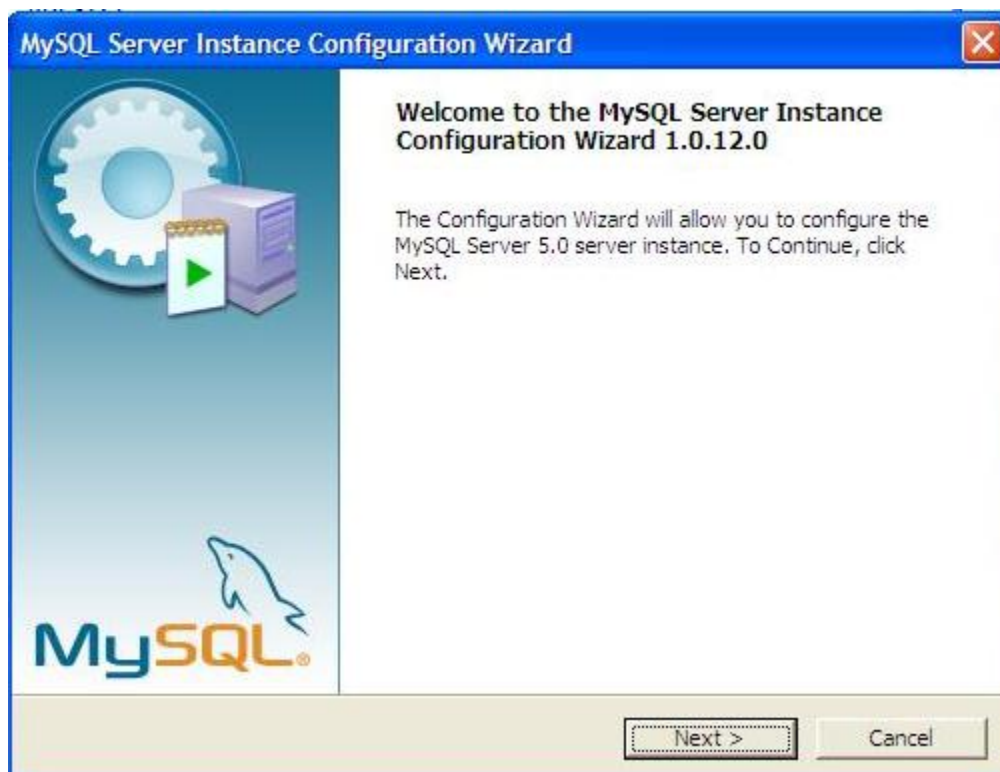 MySQL Server Instance Configuration Wizard
Welcome to the MySQL Server Instance
Configuration Wizard 1.0.12.0
The Configuration Wizard will allow you to configure the
MySQL Server 5.0 server instance. To Continue, click
Next.
MySQL®
Next >
Cancel